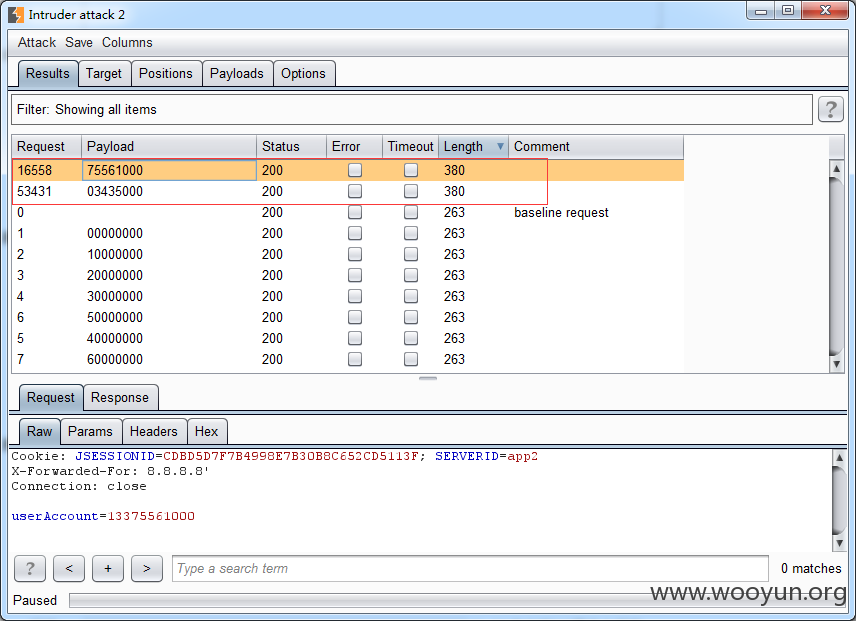 Intruder attack 2
Attack Save Columns
Results Target Positions Payloads Options
Filter: Showing all items ?
Request Payload Status Error Timeout Length Comment
16558 75561000 200 380
53431 03435000 200 380
0 200 263 baseline request
1 00000000 200 263
2 10000000 200 263
3 20000000 200 263
4 30000000 200 263
6 50000000 200 263
5 40000000 200 263
7 60000000 200 263
Request Response
Raw Params Headers Hex
Cookie: JSESSIONID=CDBD5D7F7B4998E7B30B8C652CD5113F; SERVERID=app2
X-Forwarded-For: 8.8.8.8'
Connection: close
userAccount=13375561000
? < + > Type a search term 0 matches
www.wooyun.org
Paused